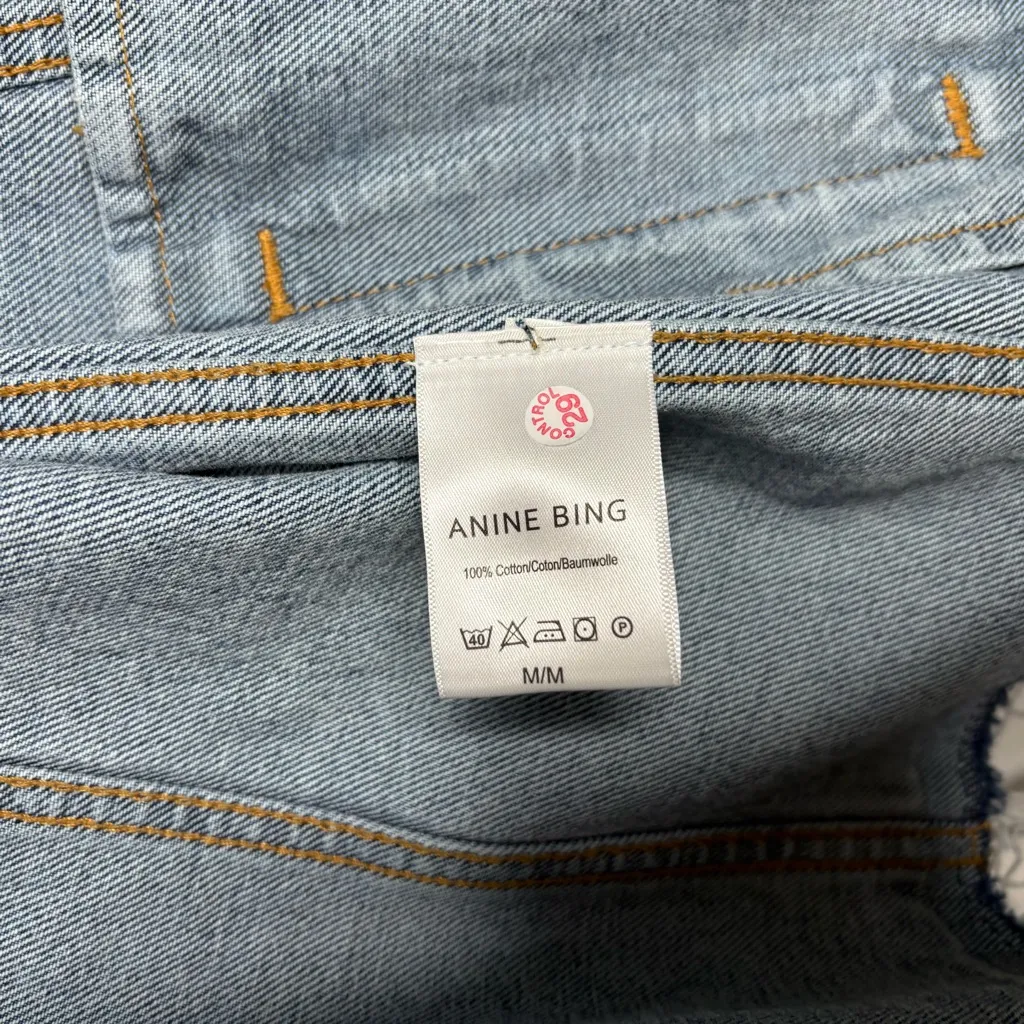 CONTROL
29
ANINE BING
100% Cotton/Coton/Baumwolle
40 P
M/M